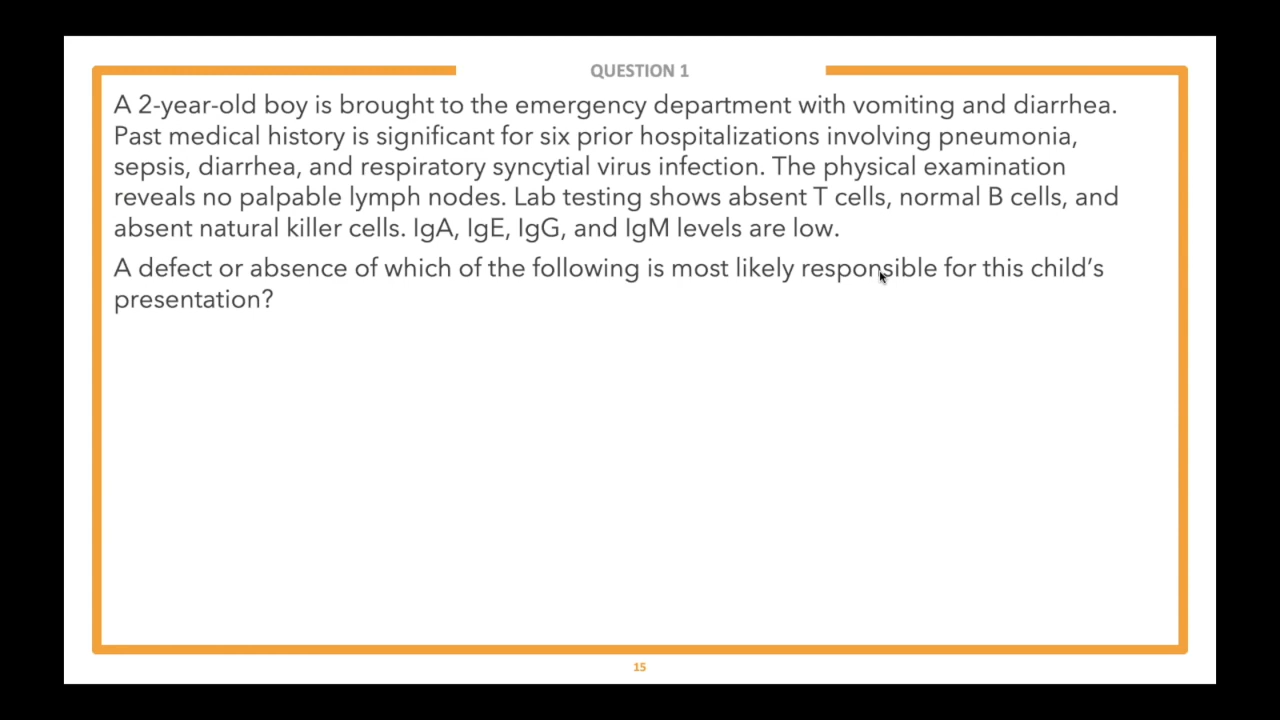 QUESTION 1
A 2-year-old boy is brought to the emergency department with vomiting and diarrhea.
Past medical history is significant for six prior hospitalizations involving pneumonia,
sepsis, diarrhea, and respiratory syncytial virus infection. The physical examination
reveals no palpable lymph nodes. Lab testing shows absent T cells, normal B cells, and
absent natural killer cells. IgA, IgE, IgG, and IgM levels are low.
A defect or absence of which of the following is most likely responsible for this child’s
presentation?
15